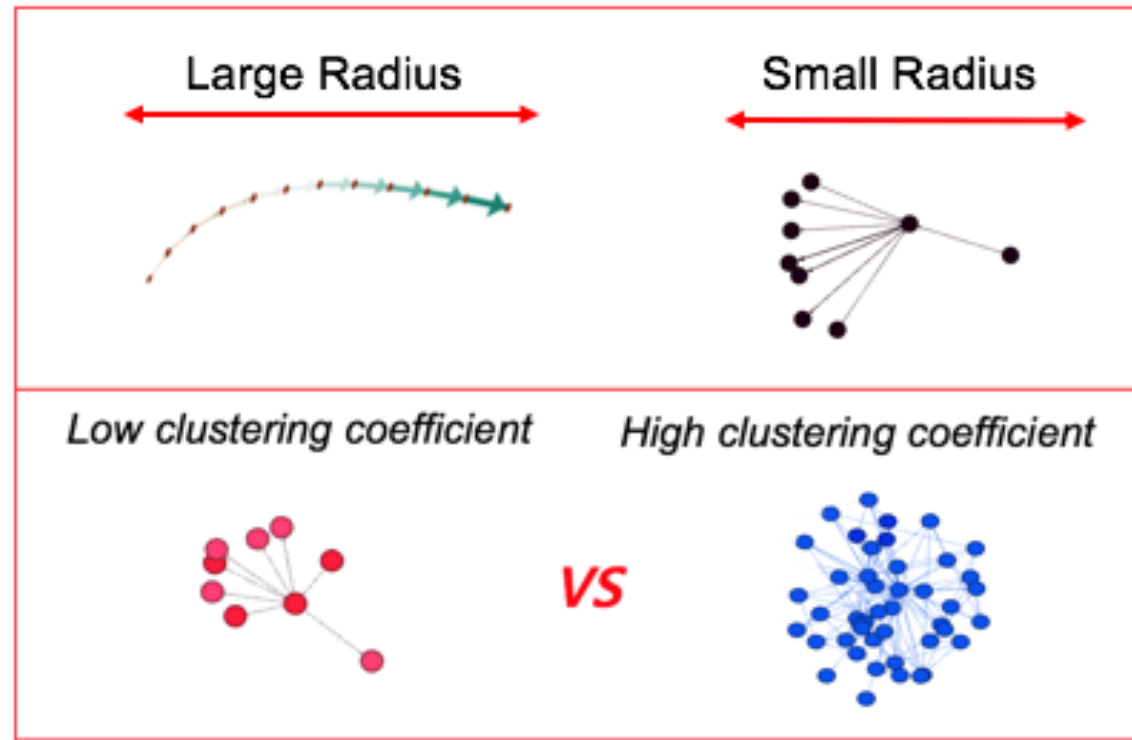 Large Radius
Small Radius
Low clustering coefficient
High clustering coefficient
VS